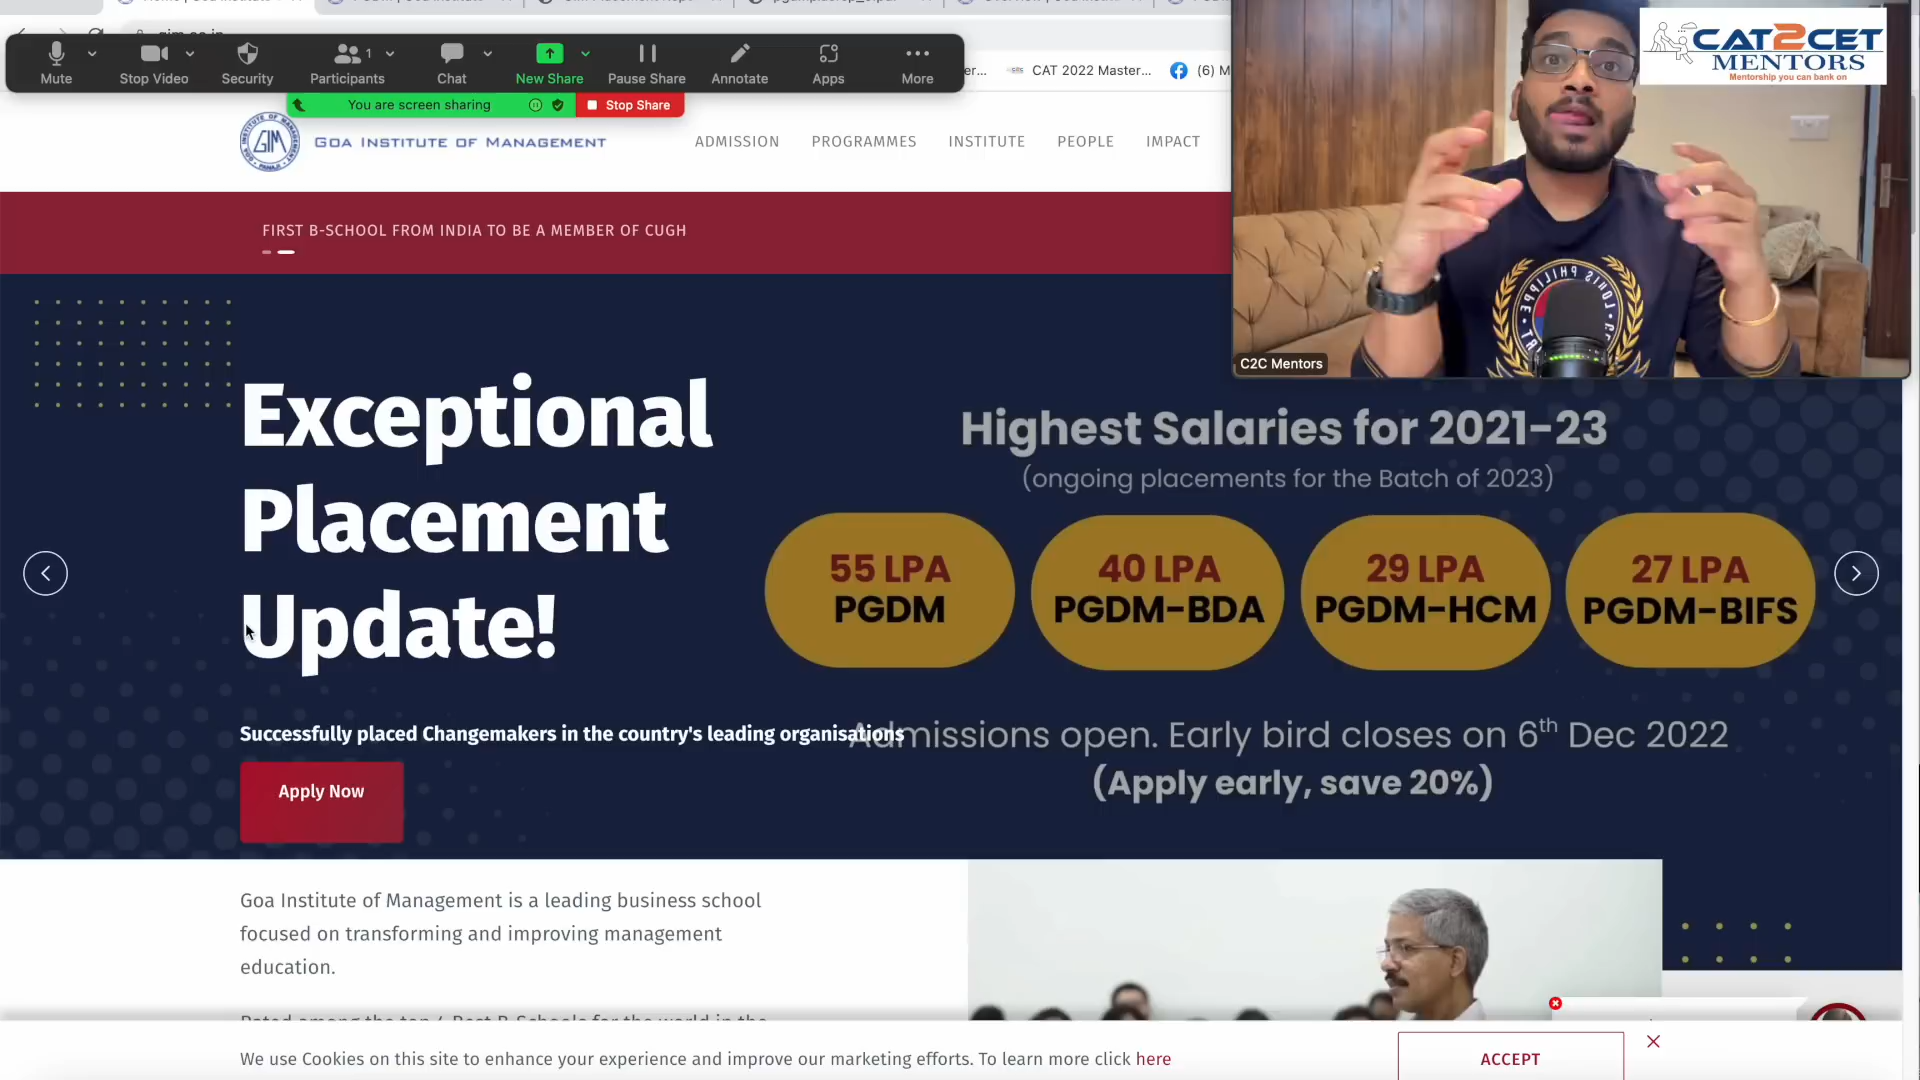 Mute
Stop Video
Security
1
Participants
Chat
New Share
Pause Share
Annotate
Apps
More
CAT 2022 Master...
(6) M
You are screen sharing
Stop Share
CAT2CET
MENTORS
Mentorship you can bank on
GIM
GOA INSTITUTE OF MANAGEMENT
ADMISSION
PROGRAMMES
INSTITUTE
PEOPLE
IMPACT
FIRST B-SCHOOL FROM INDIA TO BE A MEMBER OF CUGH
C2C Mentors
Exceptional
Placement
Update!
Highest Salaries for 2021-23
(ongoing placements for the Batch of 2023)
55 LPA
PGDM
40 LPA
PGDM-BDA
29 LPA
PGDM-HCM
27 LPA
PGDM-BIFS
Successfully placed Changemakers in the country's leading organisations
Admissions open. Early bird closes on 6th Dec 2022
(Apply early, save 20%)
Apply Now
Goa Institute of Management is a leading business school
focused on transforming and improving management
education.
We use Cookies on this site to enhance your experience and improve our marketing efforts. To learn more click here
ACCEPT